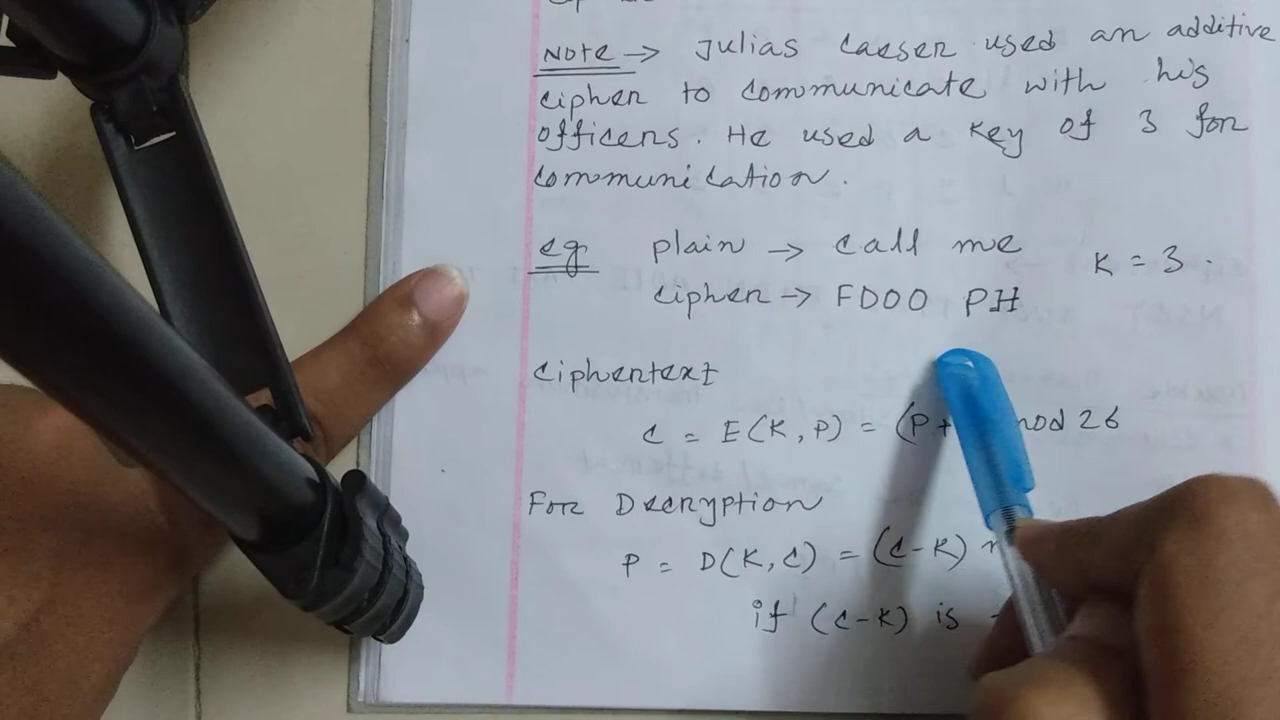 Note → Julias Caeser used an additive
cipher to communicate with his
officers. He used a key of 3 for
communication.
eg plain → call me K = 3.
cipher → FDOO PH
Ciphertext
C = E(K, P) = (P+ mod 26
For Decryption
P = D(K, C) = (C-K)
if (C-K) is